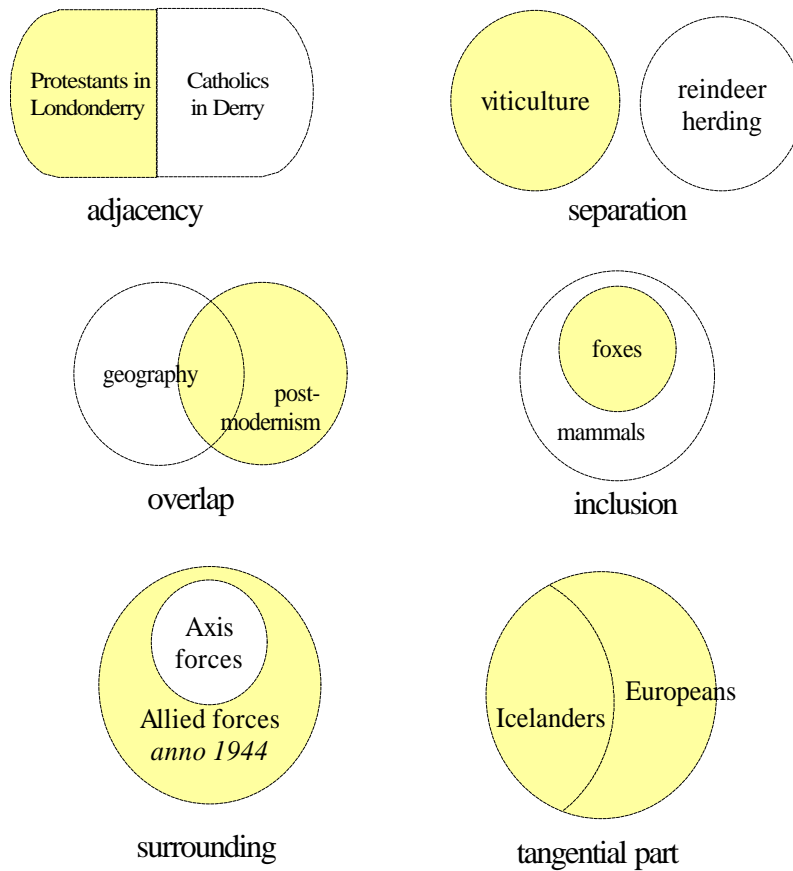 Protestants in
Londonderry
Catholics
in Derry
adjacency
viticulture
reindeer
herding
separation
geography
post-
modernism
overlap
foxes
mammals
inclusion
Axis
forces
Allied forces
anno 1944
surrounding
Icelanders
Europeans
tangential part